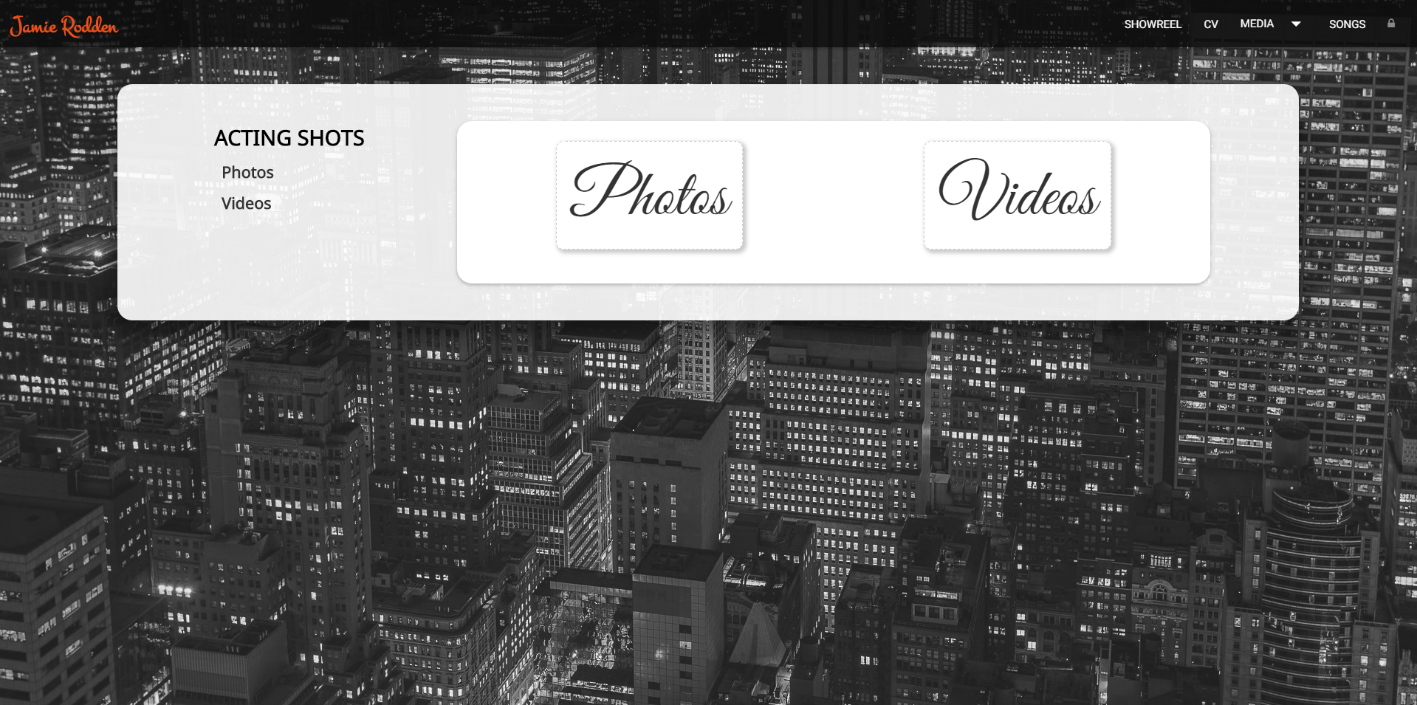 Jamie Rodden
SHOWREEL CV MEDIA SONGS
ACTING SHOTS
Photos
Videos
Photos
Videos